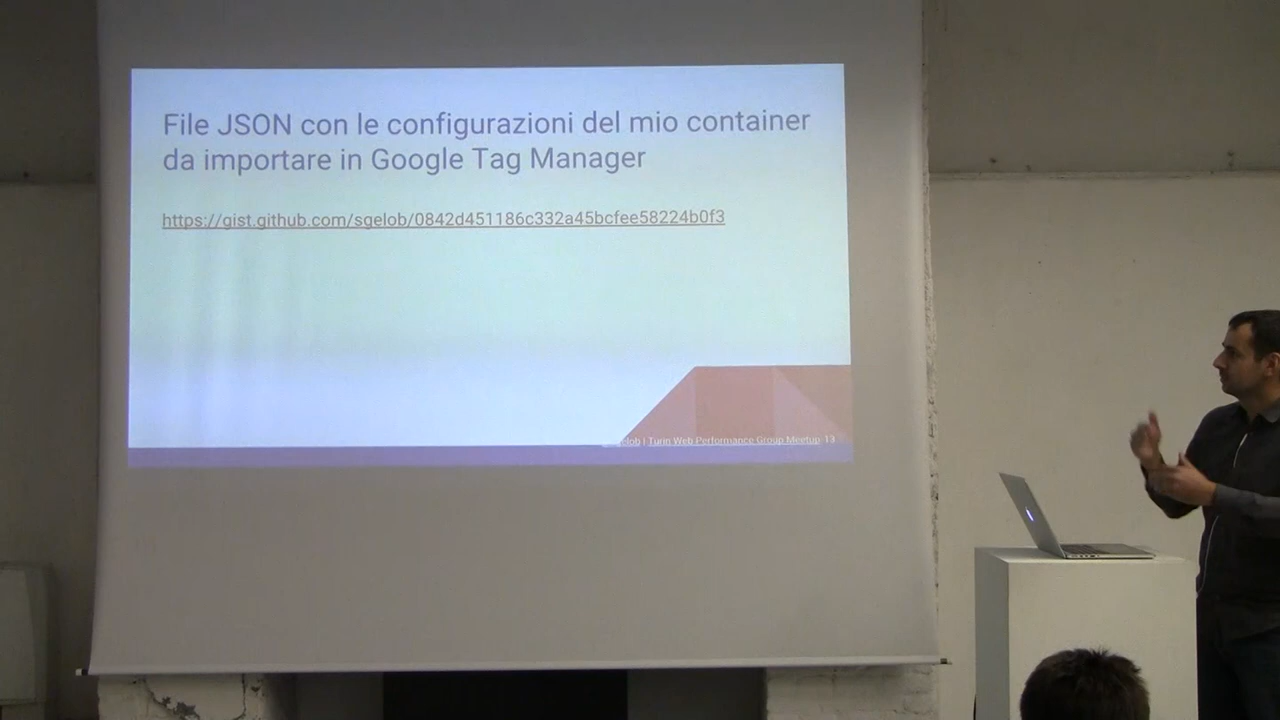 File JSON con le configurazioni del mio container
da importare in Google Tag Manager
https://gist.github.com/sgelob/0842d451186c332a45bcfee58224b0f3
| Turin Web Performance Group Meetup 13